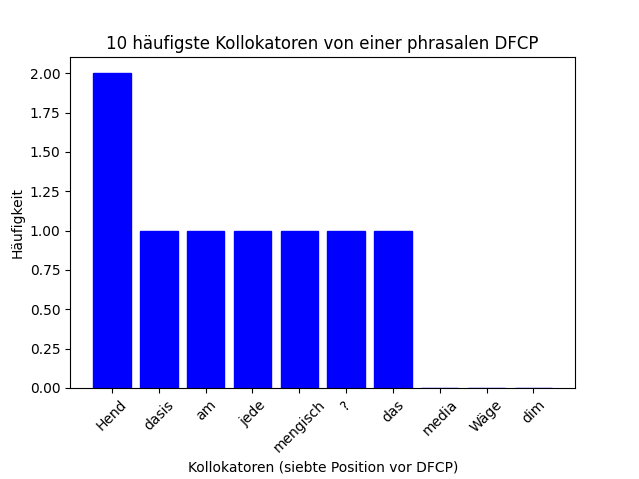 10 häufigste Kollokatoren von einer phrasalen DFCP
Häufigkeit
2.00
1.75
1.50
1.25
1.00
0.75
0.50
0.25
0.00
Hend
dasis
am
jede
mengisch
?
das
media
Wäge
dim
Kollokatoren (siebte Position vor DFCP)